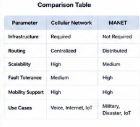 Comparison Table
Parameter Cellular Network MANET
Infrastructure Required Not Required
Routing Centralized Distributed
Scalability High Medium
Fault Tolerance Medium High
Mobility Support High High
Use Cases Voice, Internet, IoT Military, Disaster, IoT